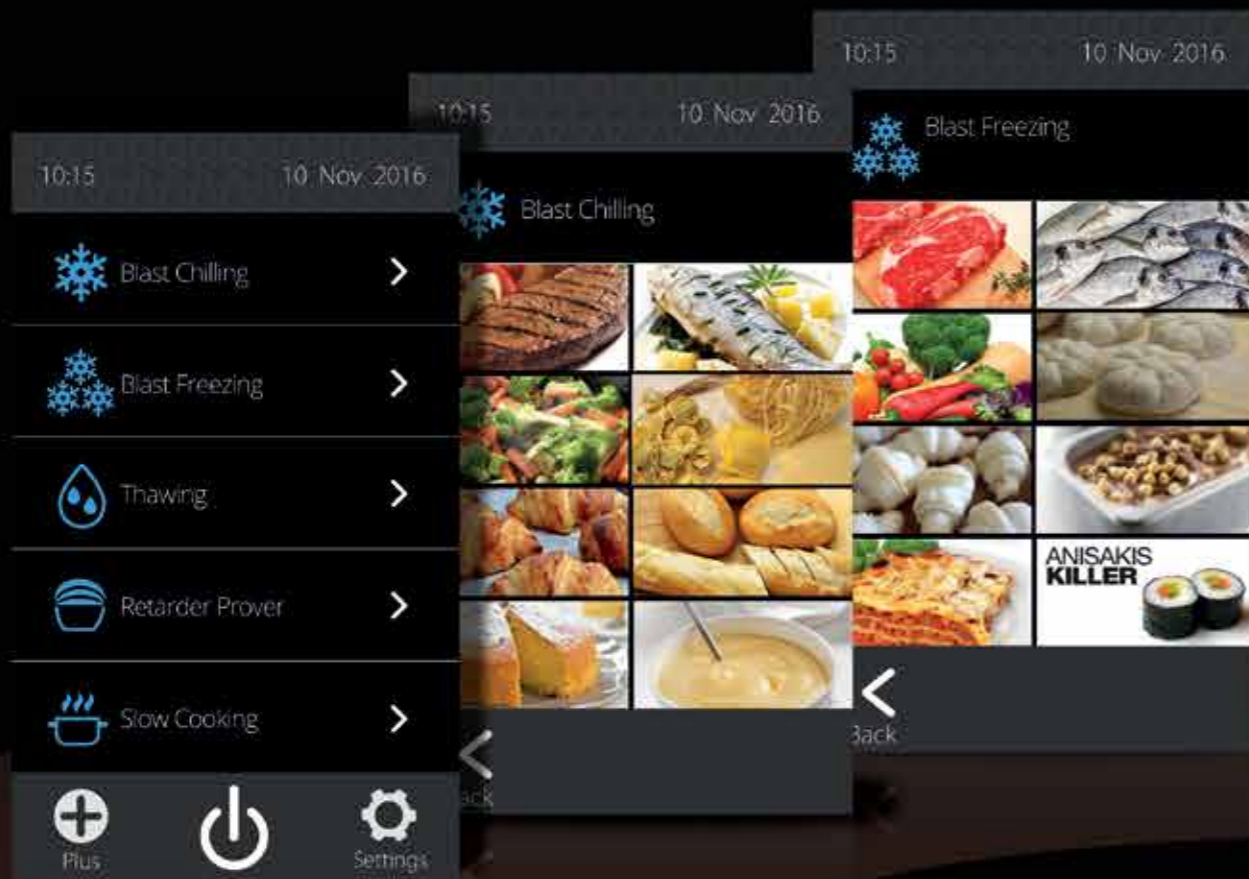 10:15 10 Nov 2016
Blast Chilling
Blast Freezing
Thawing
Retarder Prover
Slow Cooking
Plus
Settings
10:15 10 Nov 2016
Blast Chilling
10:15 10 Nov 2016
Blast Freezing
ANISAKIS
KILLER
Back